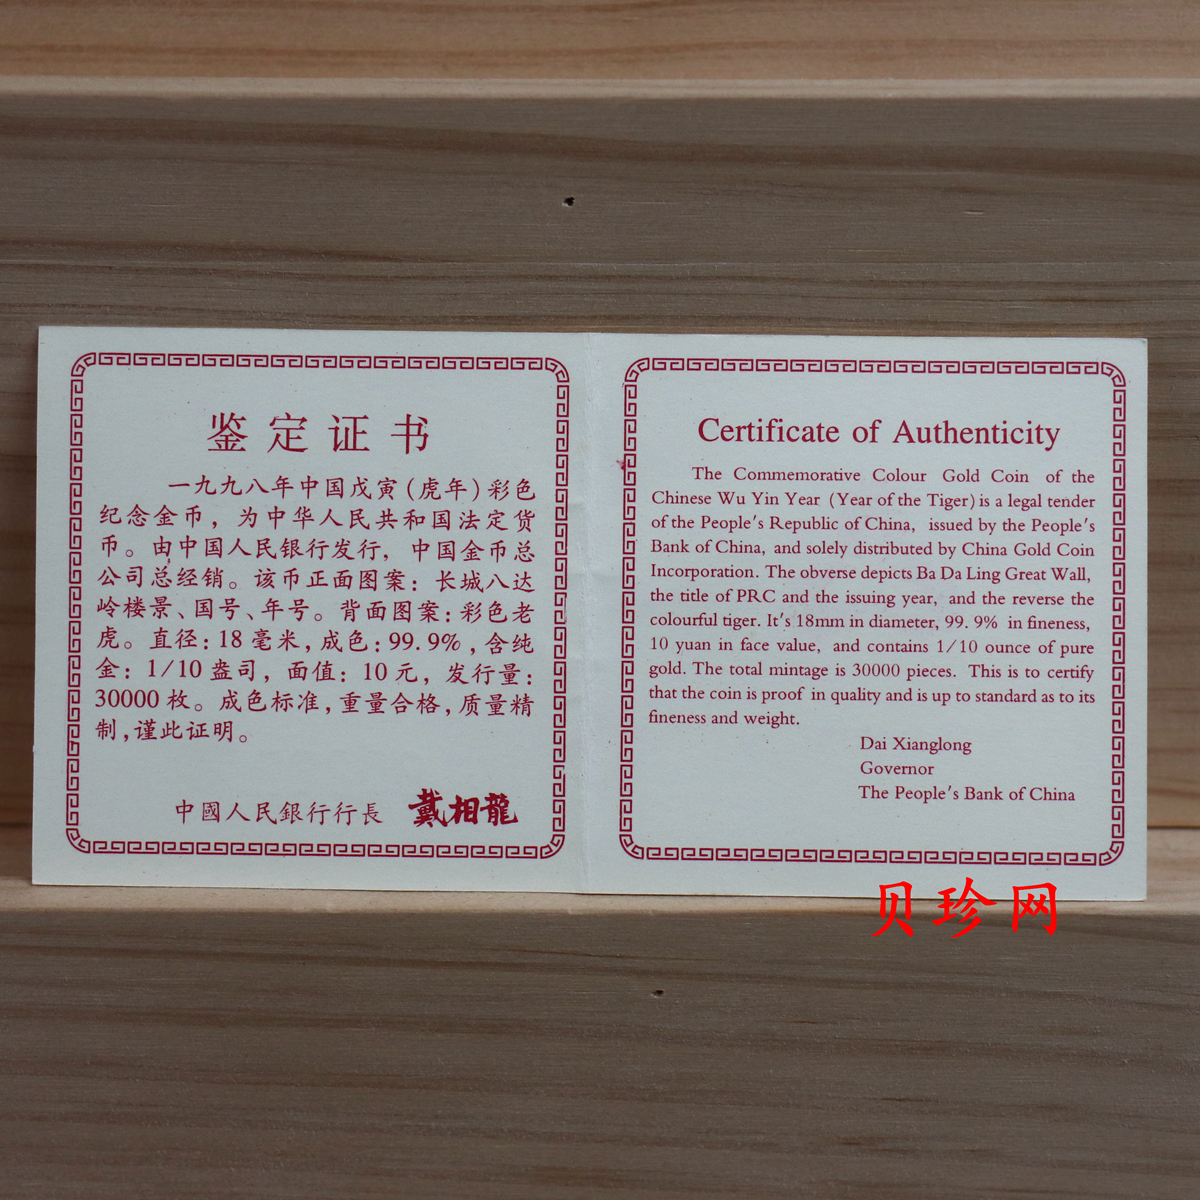 鉴定证书
一九九八年中国戊寅(虎年)彩色
纪念金币，为中华人民共和国法定货
币。由中国人民银行发行，中国金币总
公司总经销。该币正面图案：长城八达
岭楼景、国号、年号。背面图案：彩色老
虎。直径：18毫米，成色：99.9%，含纯
金：1/10盎司，面值：10元，发行量：
30000枚。成色标准，重量合格，质量精
制，谨此证明。
中國人民銀行行長 戴相龍
Certificate of Authenticity
The Commemorative Colour Gold Coin of the
Chinese Wu Yin Year (Year of the Tiger) is a legal tender
of the People's Republic of China, issued by the People's
Bank of China, and solely distributed by China Gold Coin
Incorporation. The obverse depicts Ba Da Ling Great Wall,
the title of PRC and the issuing year, and the reverse the
colourful tiger. It's 18mm in diameter, 99.9% in fineness,
10 yuan in face value, and contains 1/10 ounce of pure
gold. The total mintage is 30000 pieces. This is to certify
that the coin is proof in quality and is up to standard as to its
fineness and weight.
Dai Xianglong
Governor
The People's Bank of China
贝珍网